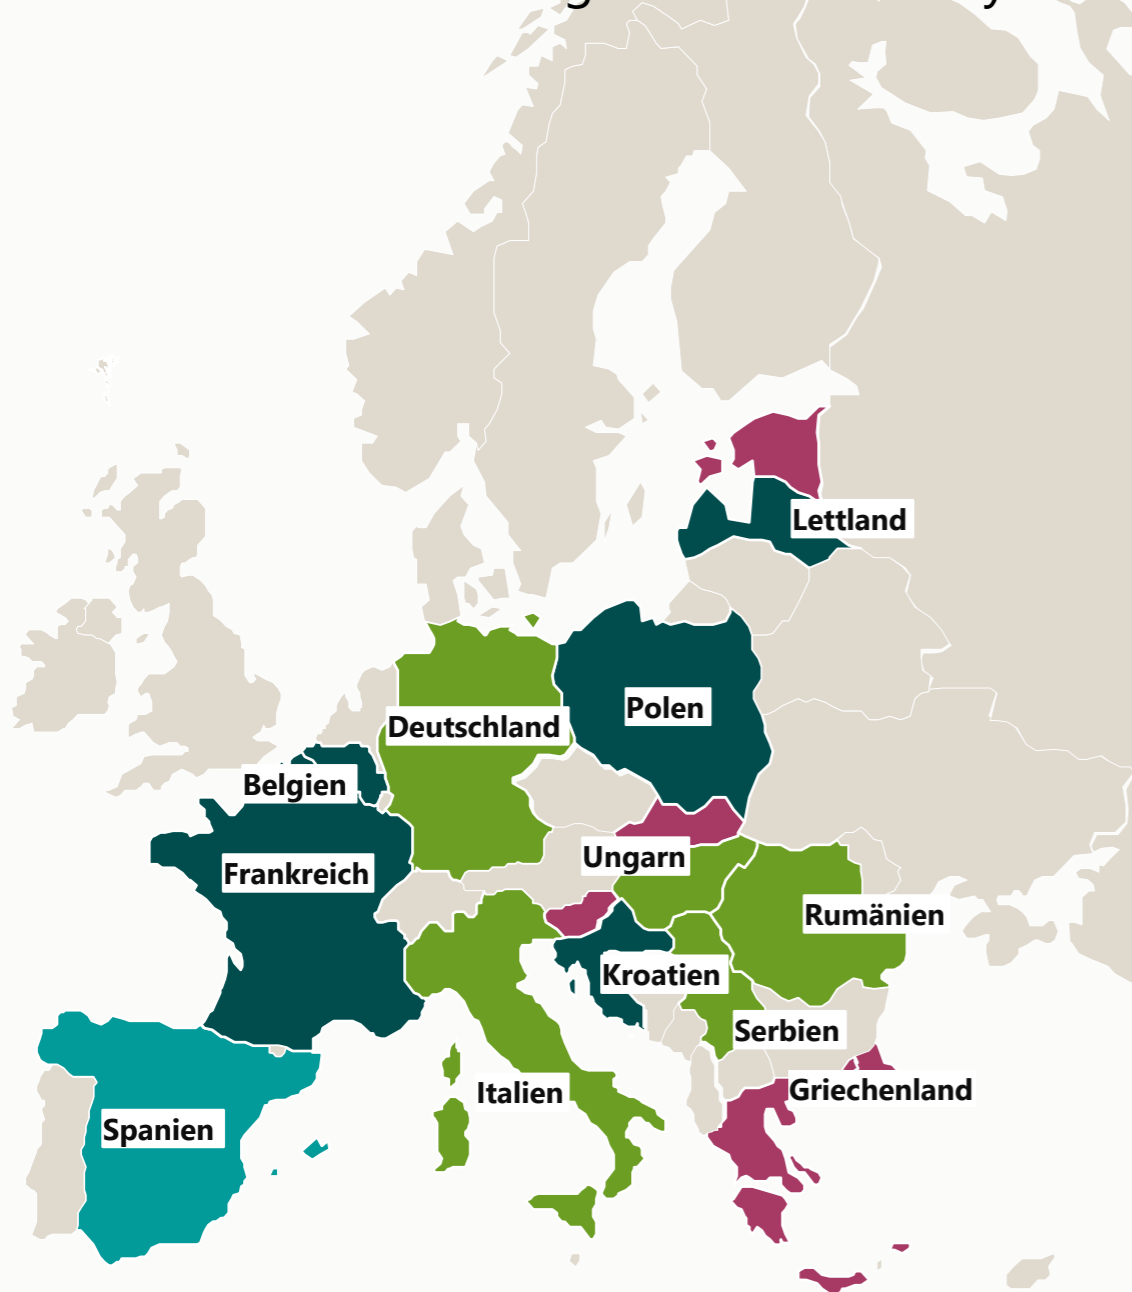 Lettland
Polen
Deutschland
Belgien
Ungarn
Frankreich
Rumänien
Kroatien
Serbien
Griechenland
Italien
Spanien